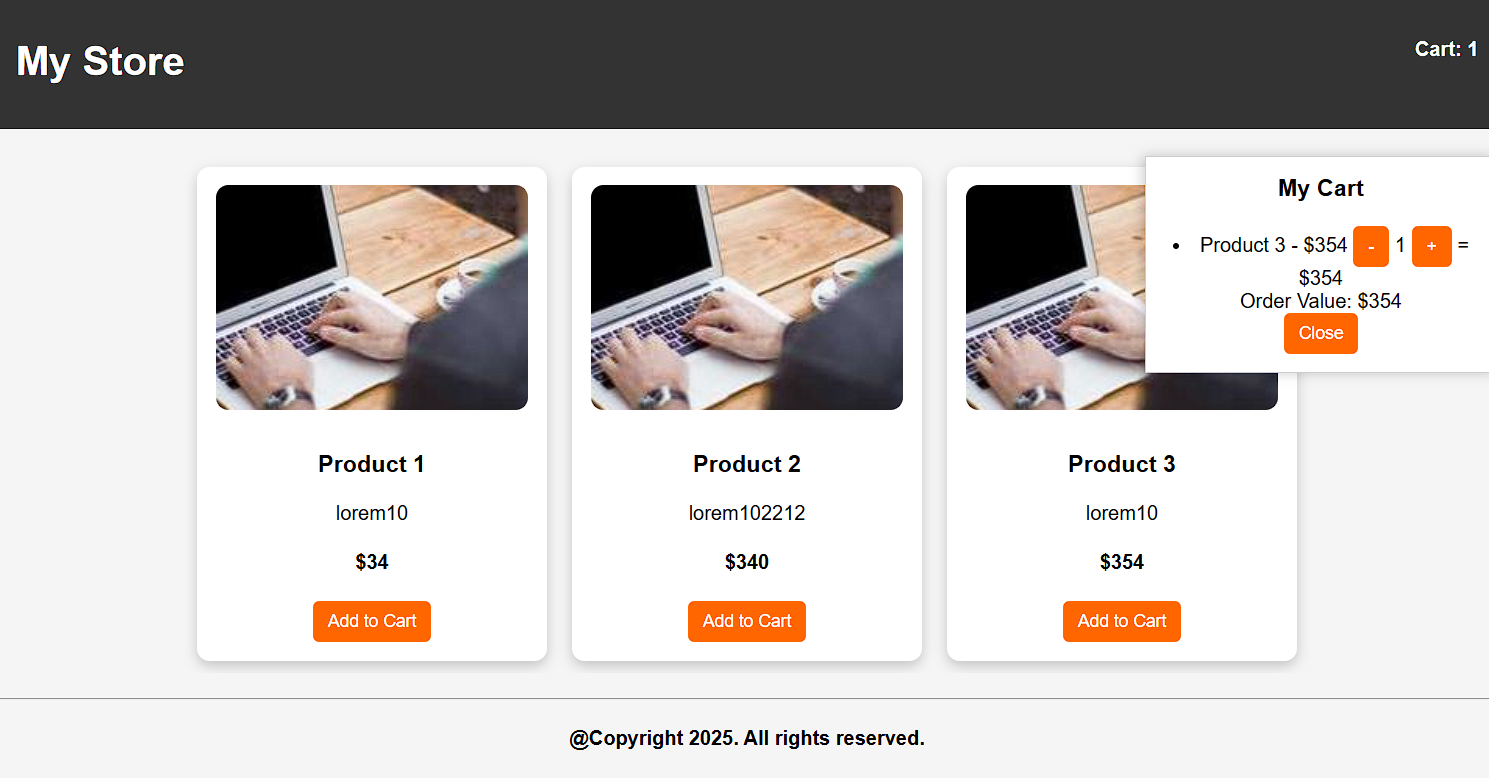 My Store
Cart: 1
My Cart
• Product 3 - $354 - 1 + =
$354
Order Value: $354
Close
Product 1
lorem10
$34
Add to Cart
Product 2
lorem102212
$340
Add to Cart
Product 3
lorem10
$354
Add to Cart
@Copyright 2025. All rights reserved.